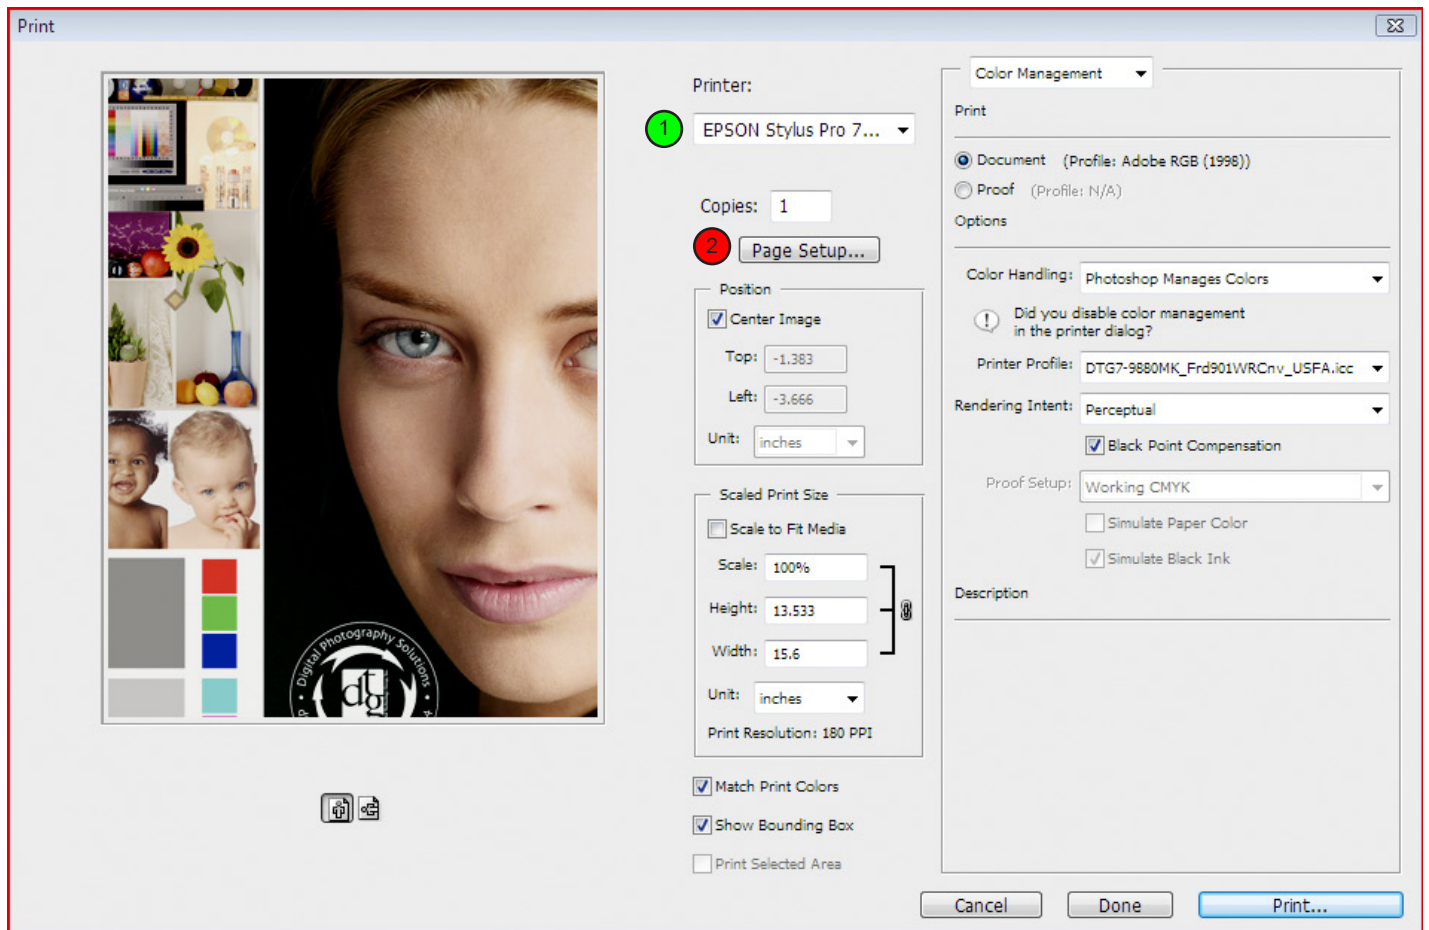 Print
Printer:
1
EPSON Stylus Pro 7...
Copies: 1
2
Page Setup...
Position
Center Image
Top: -1.383
Left: -3.666
Unit: inches
Scaled Print Size
Scale to Fit Media
Scale: 100%
Height: 13.533
Width: 15.6
Unit: inches
Print Resolution: 180 PPI
Match Print Colors
Show Bounding Box
Print Selected Area
Color Management
Print
Document (Profile: Adobe RGB (1998))
Proof (Profile: N/A)
Options
Color Handling: Photoshop Manages Colors
Did you disable color management
in the printer dialog?
Printer Profile: DTG7-9880MK_Frd901WRCnv_USFA.icc
Rendering Intent: Perceptual
Black Point Compensation
Proof Setup: Working CMYK
Simulate Paper Color
Simulate Black Ink
Description
Digital Photography Solutions
dtg
Cancel
Done
Print...